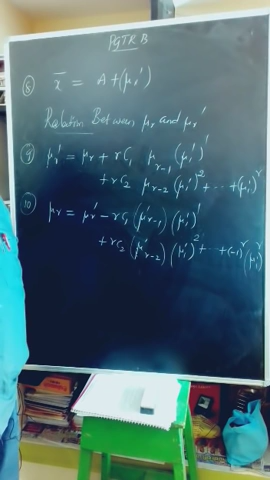 PGTRB
⑧ x̄ = A + (μ₁′)
Relation Between μr and μr′
⑨ μr′ = μr + rC₁ μr-1 (μ₁′)¹
+ rC₂ μr-2 (μ₁′)² + ... + (μ₁′)ʳ
⑩ μr = μr′ - rC₁ (μ′r-1) (μ₁′)¹
+ rC₂ (μ′r-2) (μ₁′)² + ... + (-1)ʳ (μ₁′)ʳ